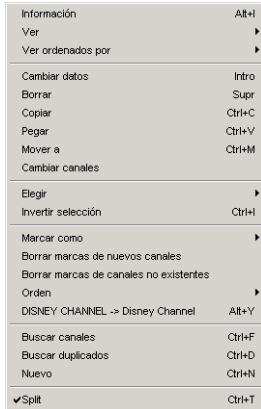 Información Alt+I
Ver
Ver ordenados por
Cambiar datos Intro
Borrar Supr
Copiar Ctrl+C
Pegar Ctrl+V
Mover a Ctrl+M
Cambiar canales
Elegir
Invertir selección Ctrl+I
Marcar como
Borrar marcas de nuevos canales
Borrar marcas de canales no existentes
Orden
DISNEY CHANNEL -> Disney Channel Alt+Y
Buscar canales Ctrl+F
Buscar duplicados Ctrl+D
Nuevo Ctrl+N
Split Ctrl+T